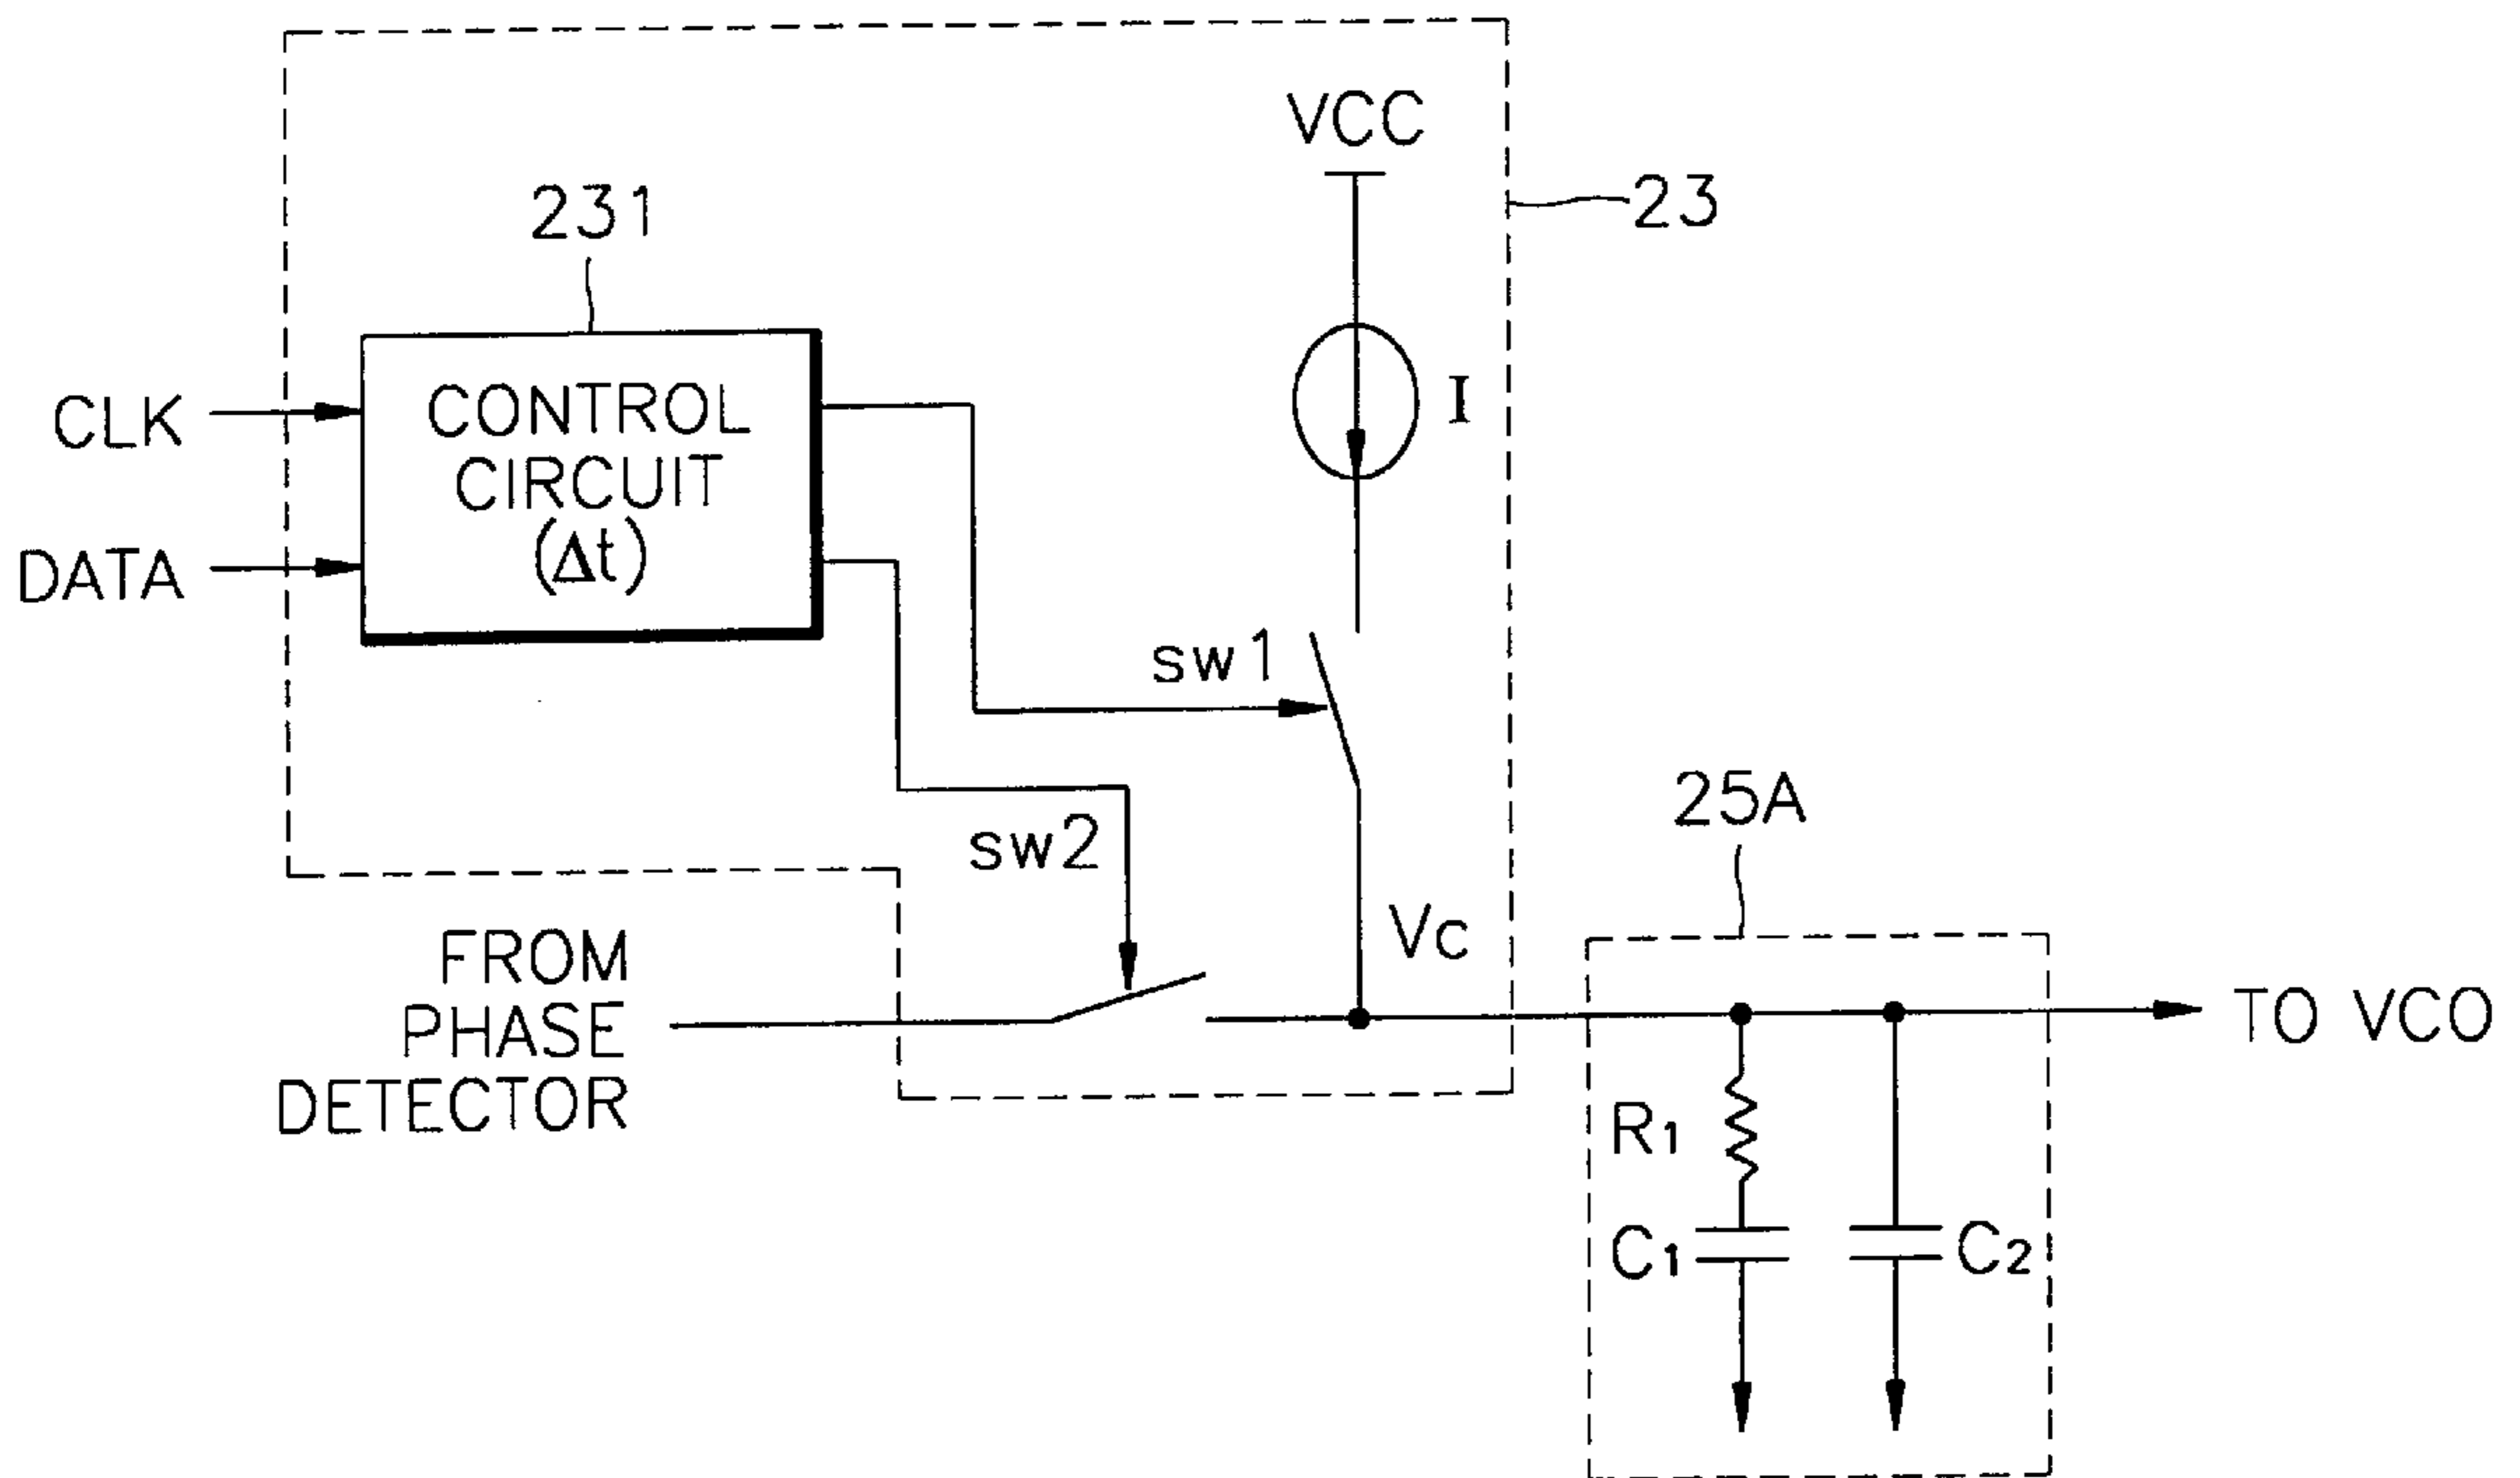 VCC
23
231
I
CLK
CONTROL
CIRCUIT
(Δt)
DATA
sw1
sw2
25A
Vc
FROM
PHASE
DETECTOR
TO VCO
R1
C1
C2